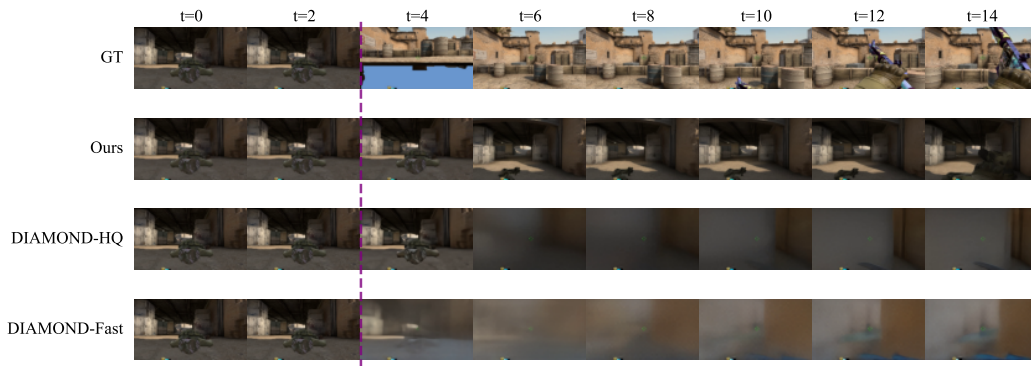 t=0 t=2 t=4 t=6 t=8 t=10 t=12 t=14
GT
Ours
DIAMOND-HQ
DIAMOND-Fast